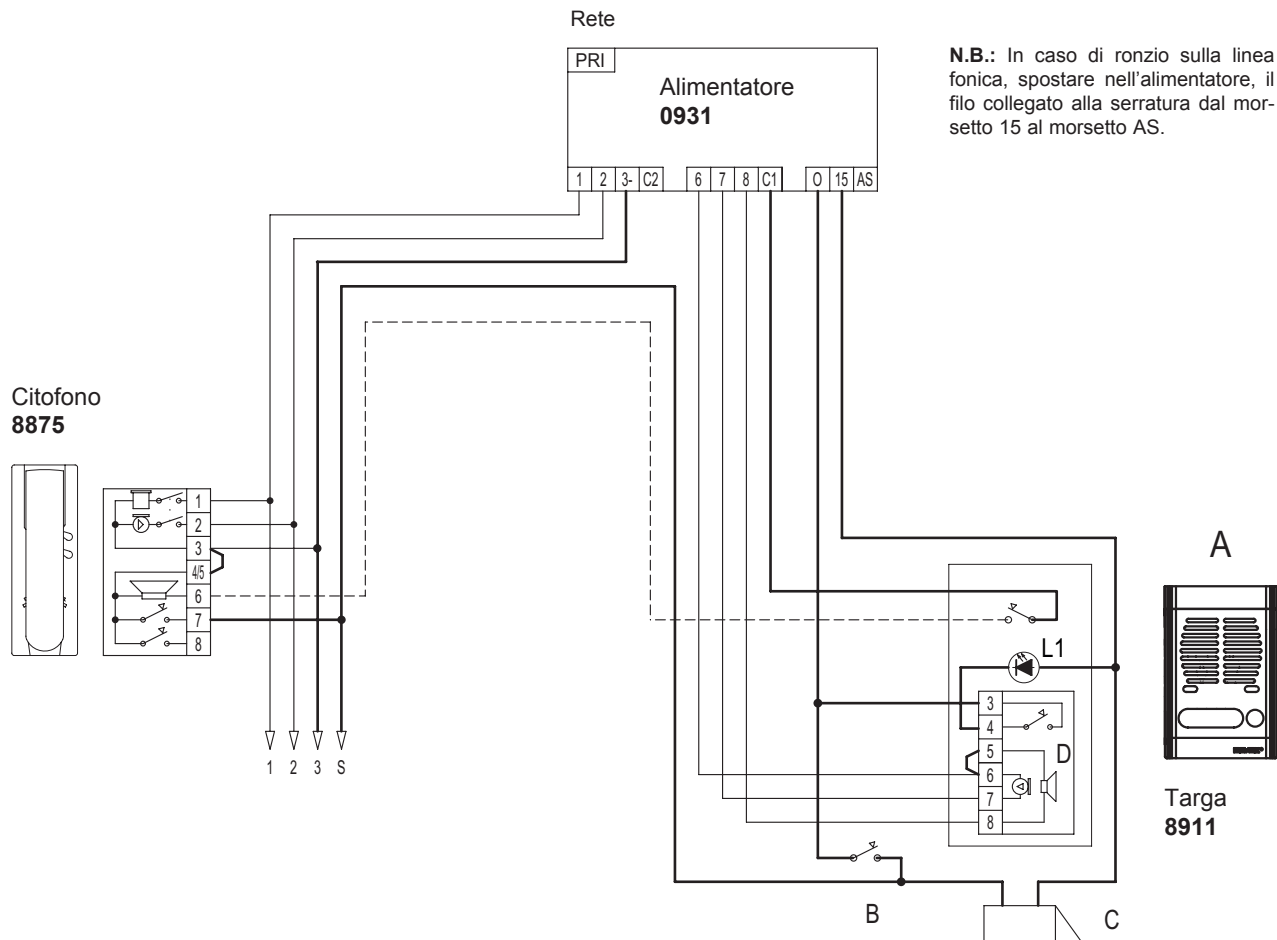 Rete
PRI
Alimentatore
0931
1 2 3- C2 6 7 8 C1 O 15 AS
N.B.: In caso di ronzio sulla linea
fonica, spostare nell'alimentatore, il
filo collegato alla serratura dal mor-
setto 15 al morsetto AS.
Citofono
8875
1
2
3
4/5
6
7
8
1 2 3 S
A
L1
3
4
5
6
7
8
D
Targa
8911
B
C